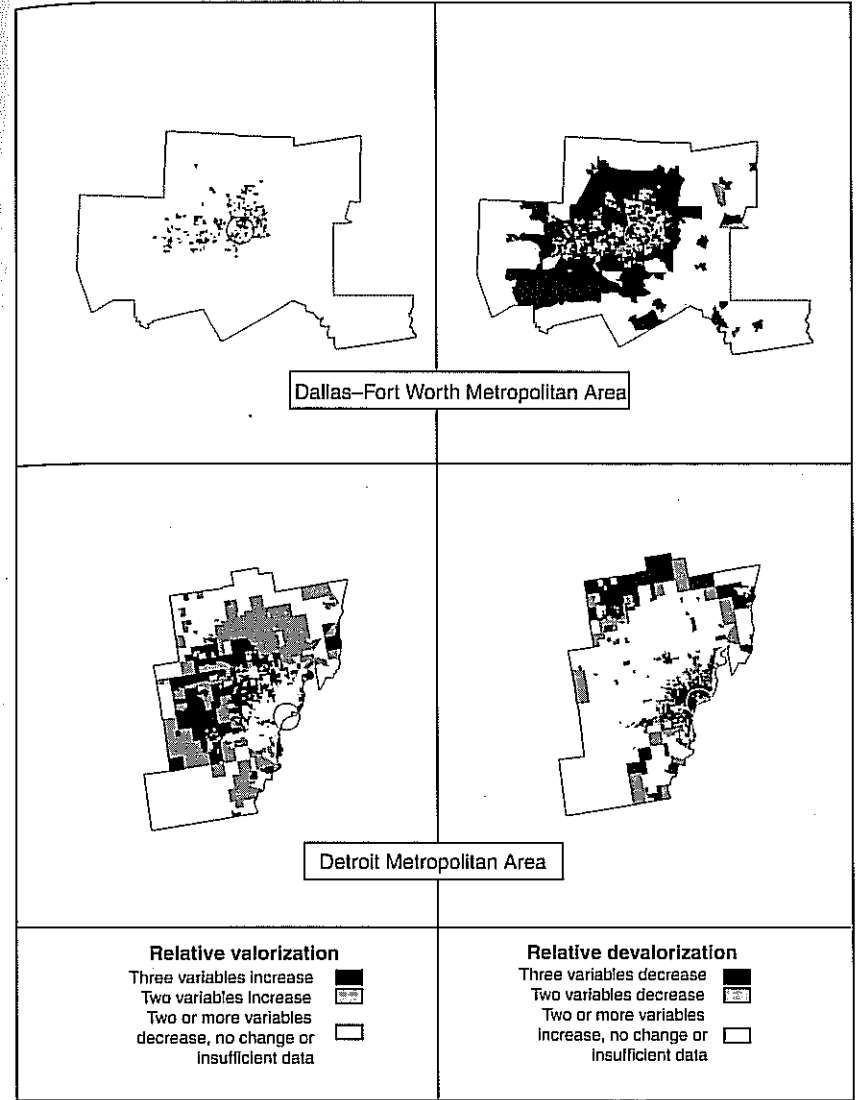 Dallas–Fort Worth Metropolitan Area
Detroit Metropolitan Area
Relative valorization
Three variables increase
Two variables Increase
Two or more variables
decrease, no change or
insufficient data
Relative devalorization
Three variables decrease
Two variables decrease
Two or more variables
increase, no change or
insufficient data